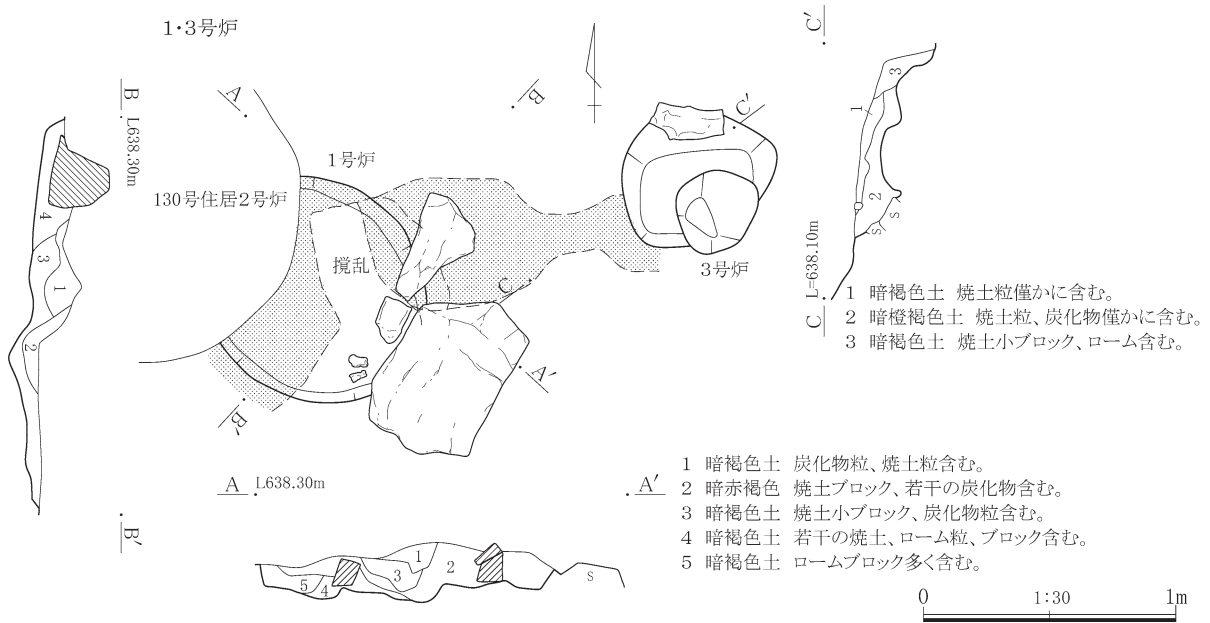 1・3号炉
A
B
B
L638.30m
1号炉
130号住居2号炉
撹乱
C'
3号炉
C
A'
B'
C'
3
1
2
S
S
C L=638.10m
1 暗褐色土 焼土粒僅かに含む。
2 暗橙褐色土 焼土粒、炭化物僅かに含む。
3 暗褐色土 焼土小ブロック、ローム含む。
4
3
1
2
B'
A L638.30m
A'
1
2
3
5
4
S
1 暗褐色土 炭化物粒、焼土粒含む。
2 暗赤褐色 焼土ブロック、若干の炭化物含む。
3 暗褐色土 焼土小ブロック、炭化物粒含む。
4 暗褐色土 若干の焼土、ローム粒、ブロック含む。
5 暗褐色土 ロームブロック多く含む。
0 1:30 1m